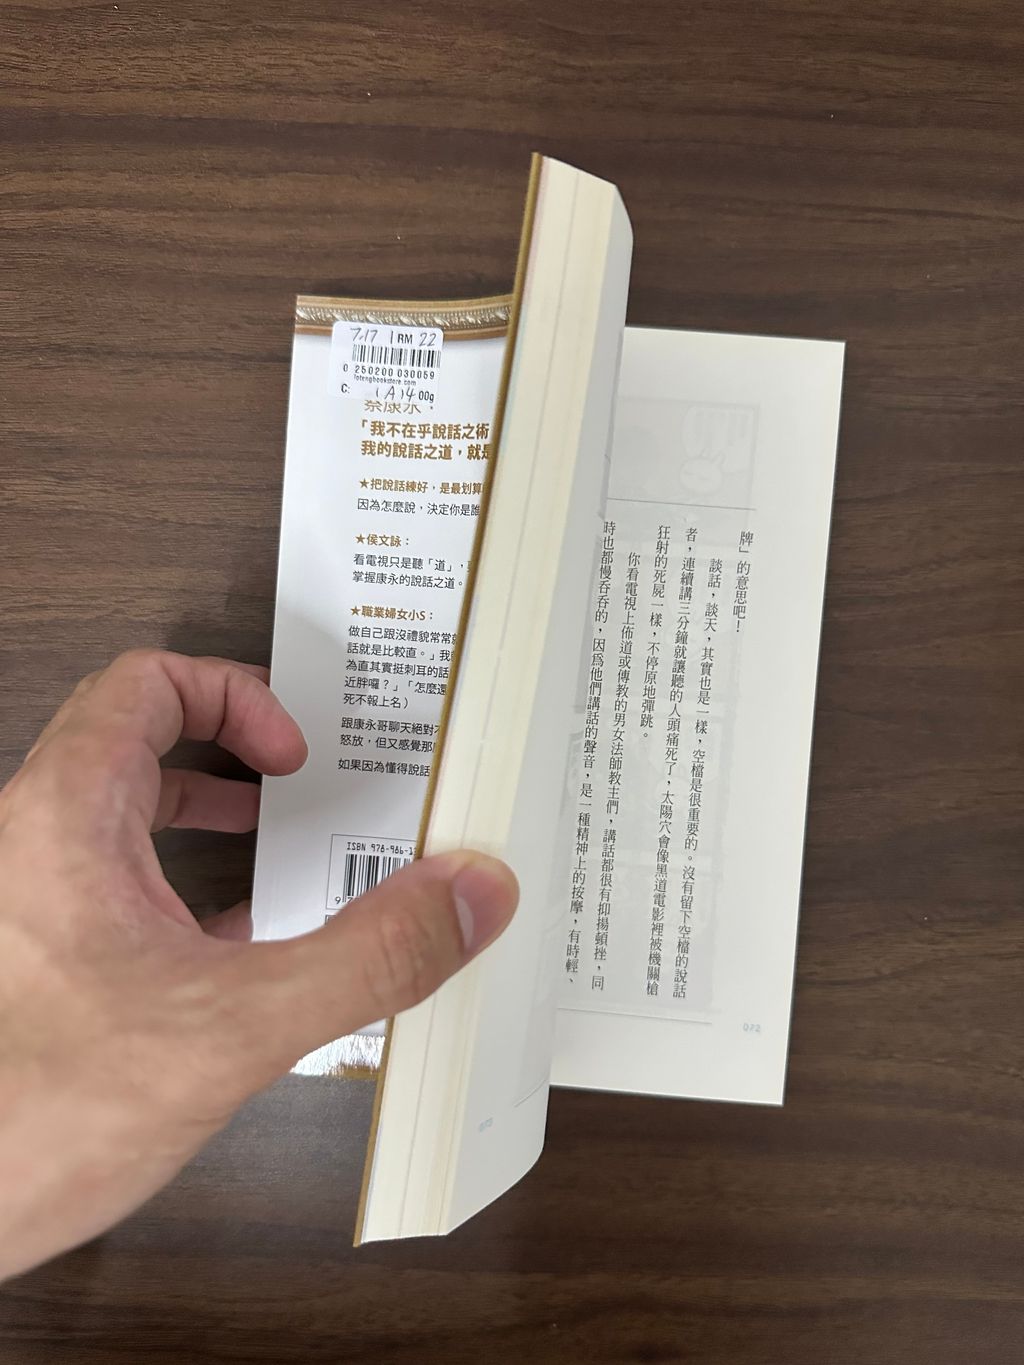 7.17 | RM 22
0 250200 030059
lotengbookstore.com
C: (A)4 00g
蔡康永：
「我不在乎說話之術
我的說話之道，就是
★把說話練好，是最划算
因為怎麼說，決定你是誰
★侯文詠：
看電視只是聽「道」，
掌握康永的說話之道。
★職業婦女小S：
做自己跟沒禮貌常常
話就是比較直。」我
為直其實挺刺耳的話
近胖囉？」「怎麼還
死不報上名）
跟康永哥聊天絕對不
怒放，但又感覺那
如果因為懂得說話
ISBN 978-986-1
9
牌」的意思吧！
談話，談天，其實也是一樣，空檔是很重要的。沒有留下空檔的說話
者，連續講三分鐘就讓聽的人頭痛死了，太陽穴會像黑道電影裡被機關槍
狂射的死屍一樣，不停原地彈跳。
你看電視上佈道或傳教的男女法師教主們，講話都很有抑揚頓挫，同
時也都慢吞吞的，因為他們講話的聲音，是一種精神上的按摩，有時輕、
072
073